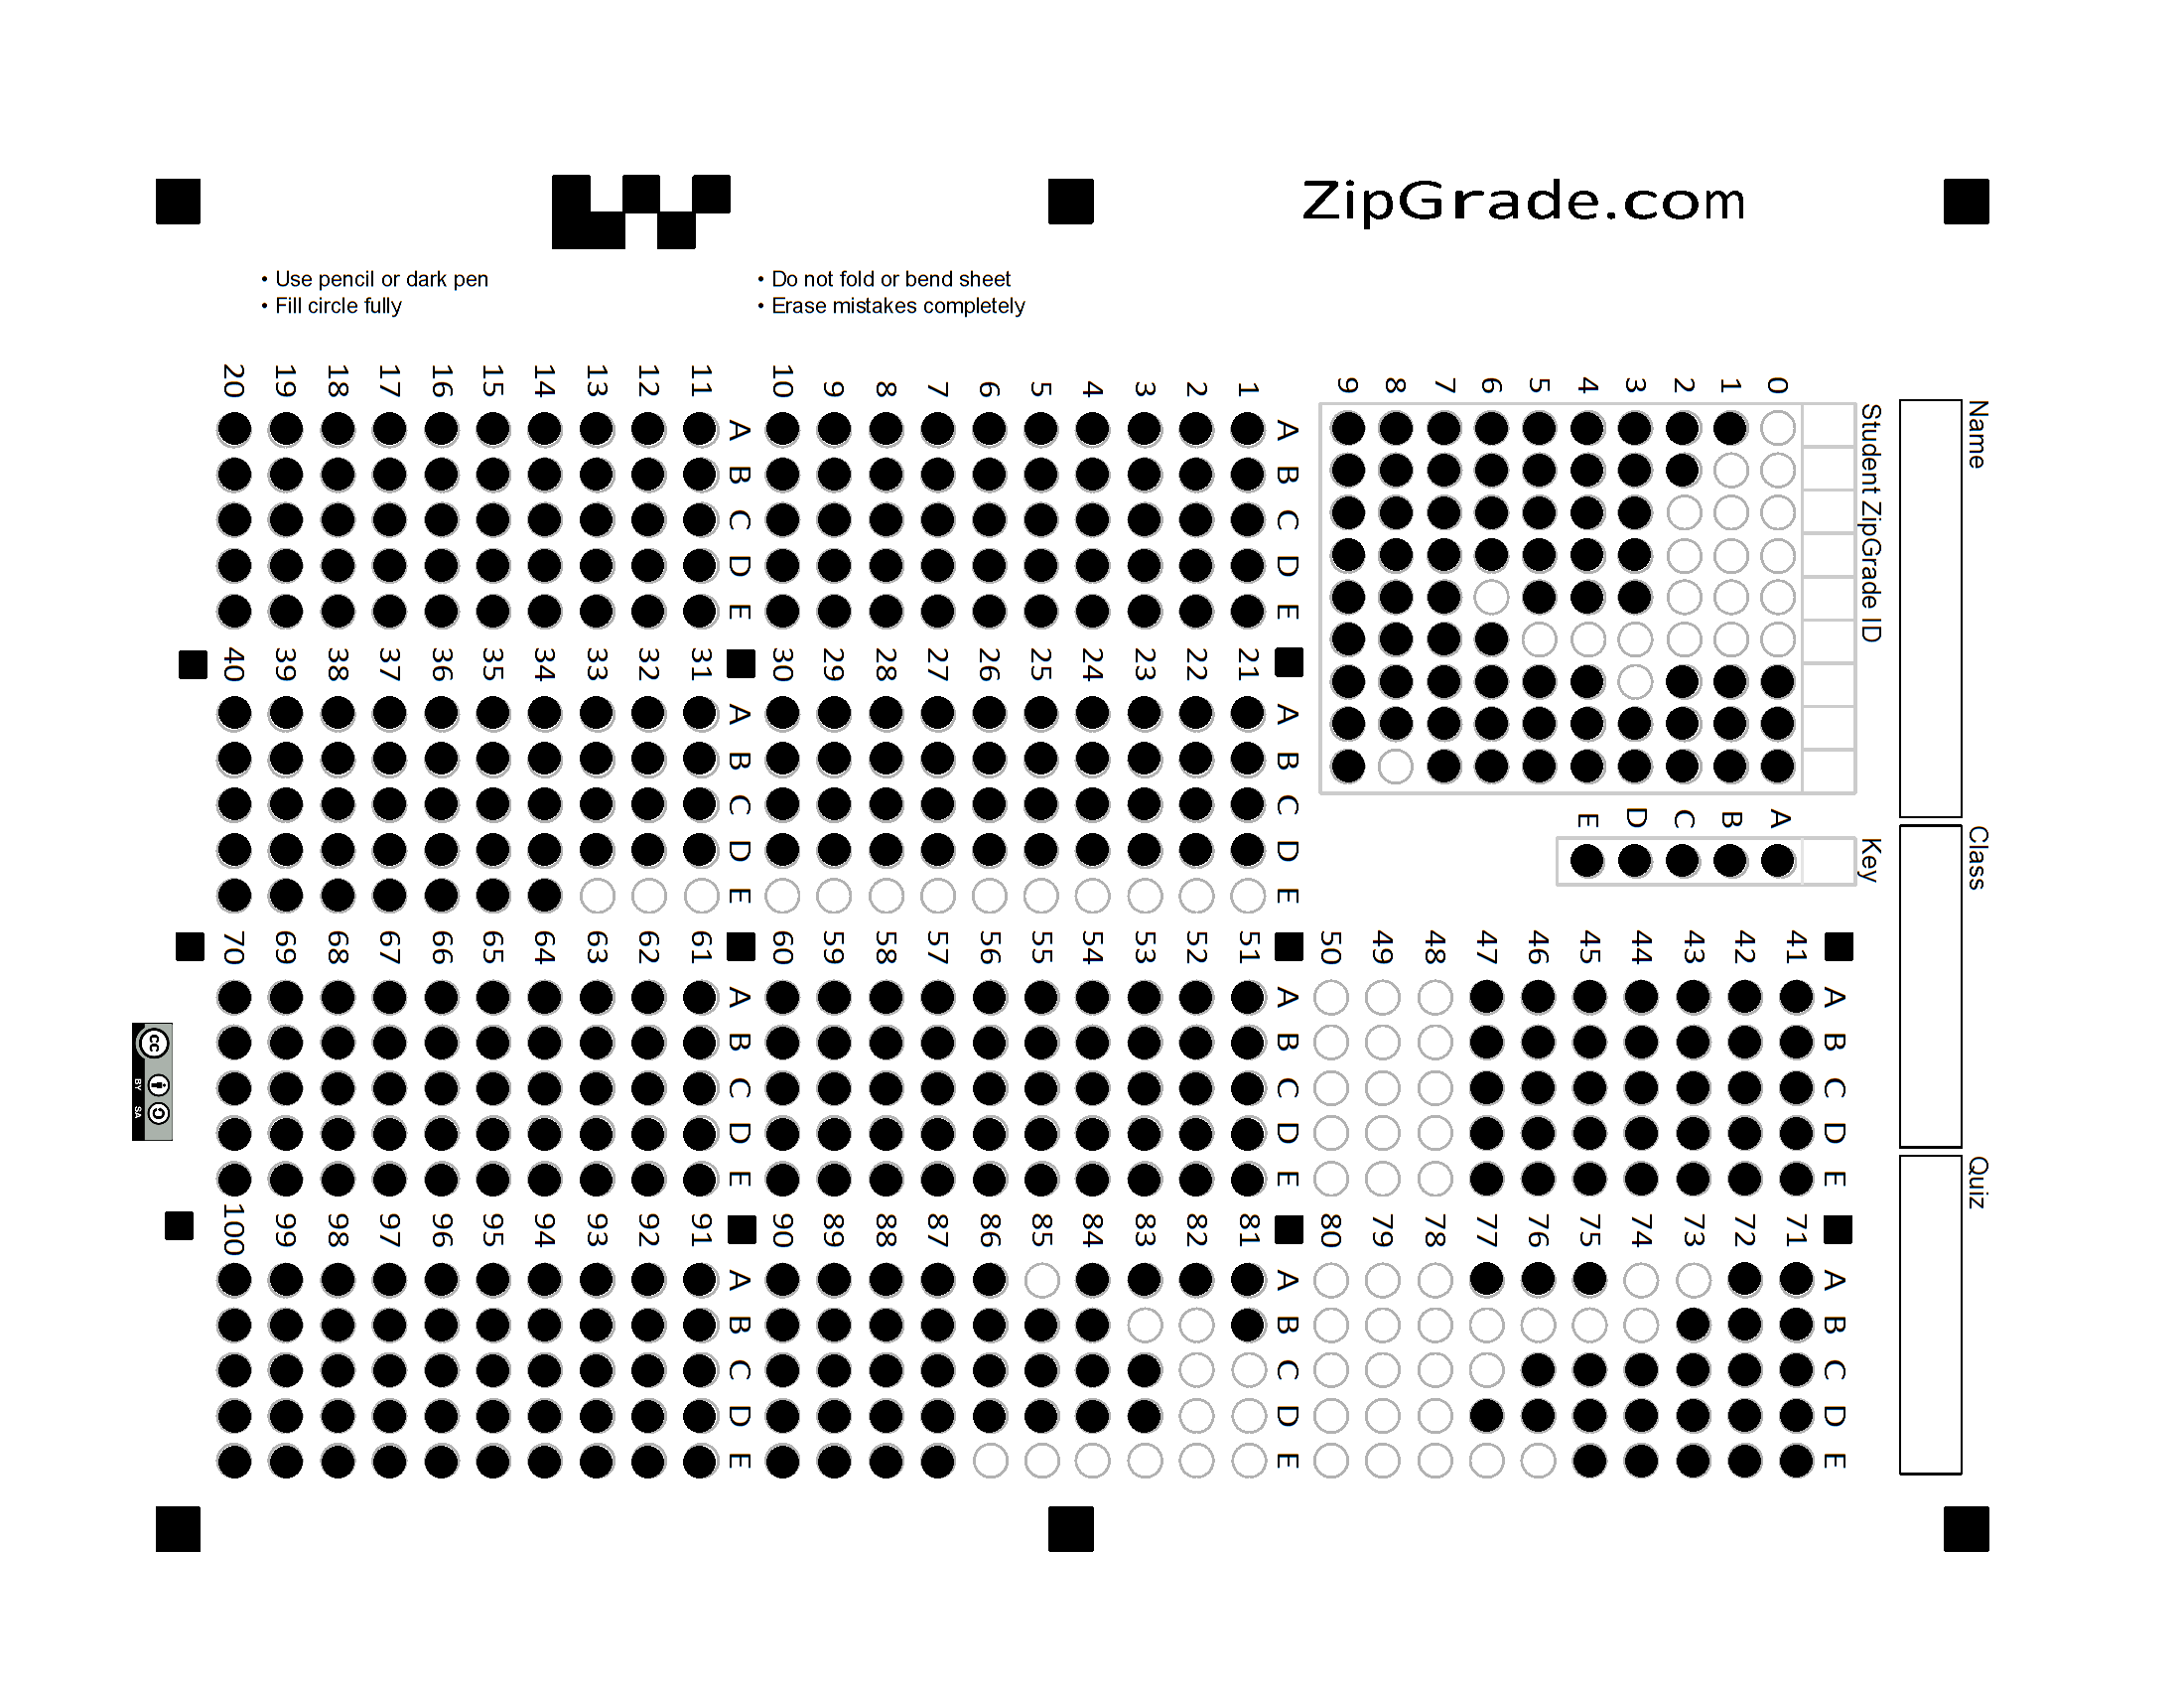 ZipGrade.com
• Use pencil or dark pen
• Fill circle fully
• Do not fold or bend sheet
• Erase mistakes completely
Name
Class
Quiz
Student ZipGrade ID
0 1 2 3 4 5 6 7 8 9
Key
A B C D E
A B C D E
1 2 3 4 5 6 7 8 9 10
A B C D E
11 12 13 14 15 16 17 18 19 20
A B C D E
21 22 23 24 25 26 27 28 29 30
A B C D E
31 32 33 34 35 36 37 38 39 40
A B C D E
41 42 43 44 45 46 47 48 49 50
A B C D E
51 52 53 54 55 56 57 58 59 60
A B C D E
61 62 63 64 65 66 67 68 69 70
A B C D E
71 72 73 74 75 76 77 78 79 80
A B C D E
81 82 83 84 85 86 87 88 89 90
A B C D E
91 92 93 94 95 96 97 98 99 100
cc
BY SA